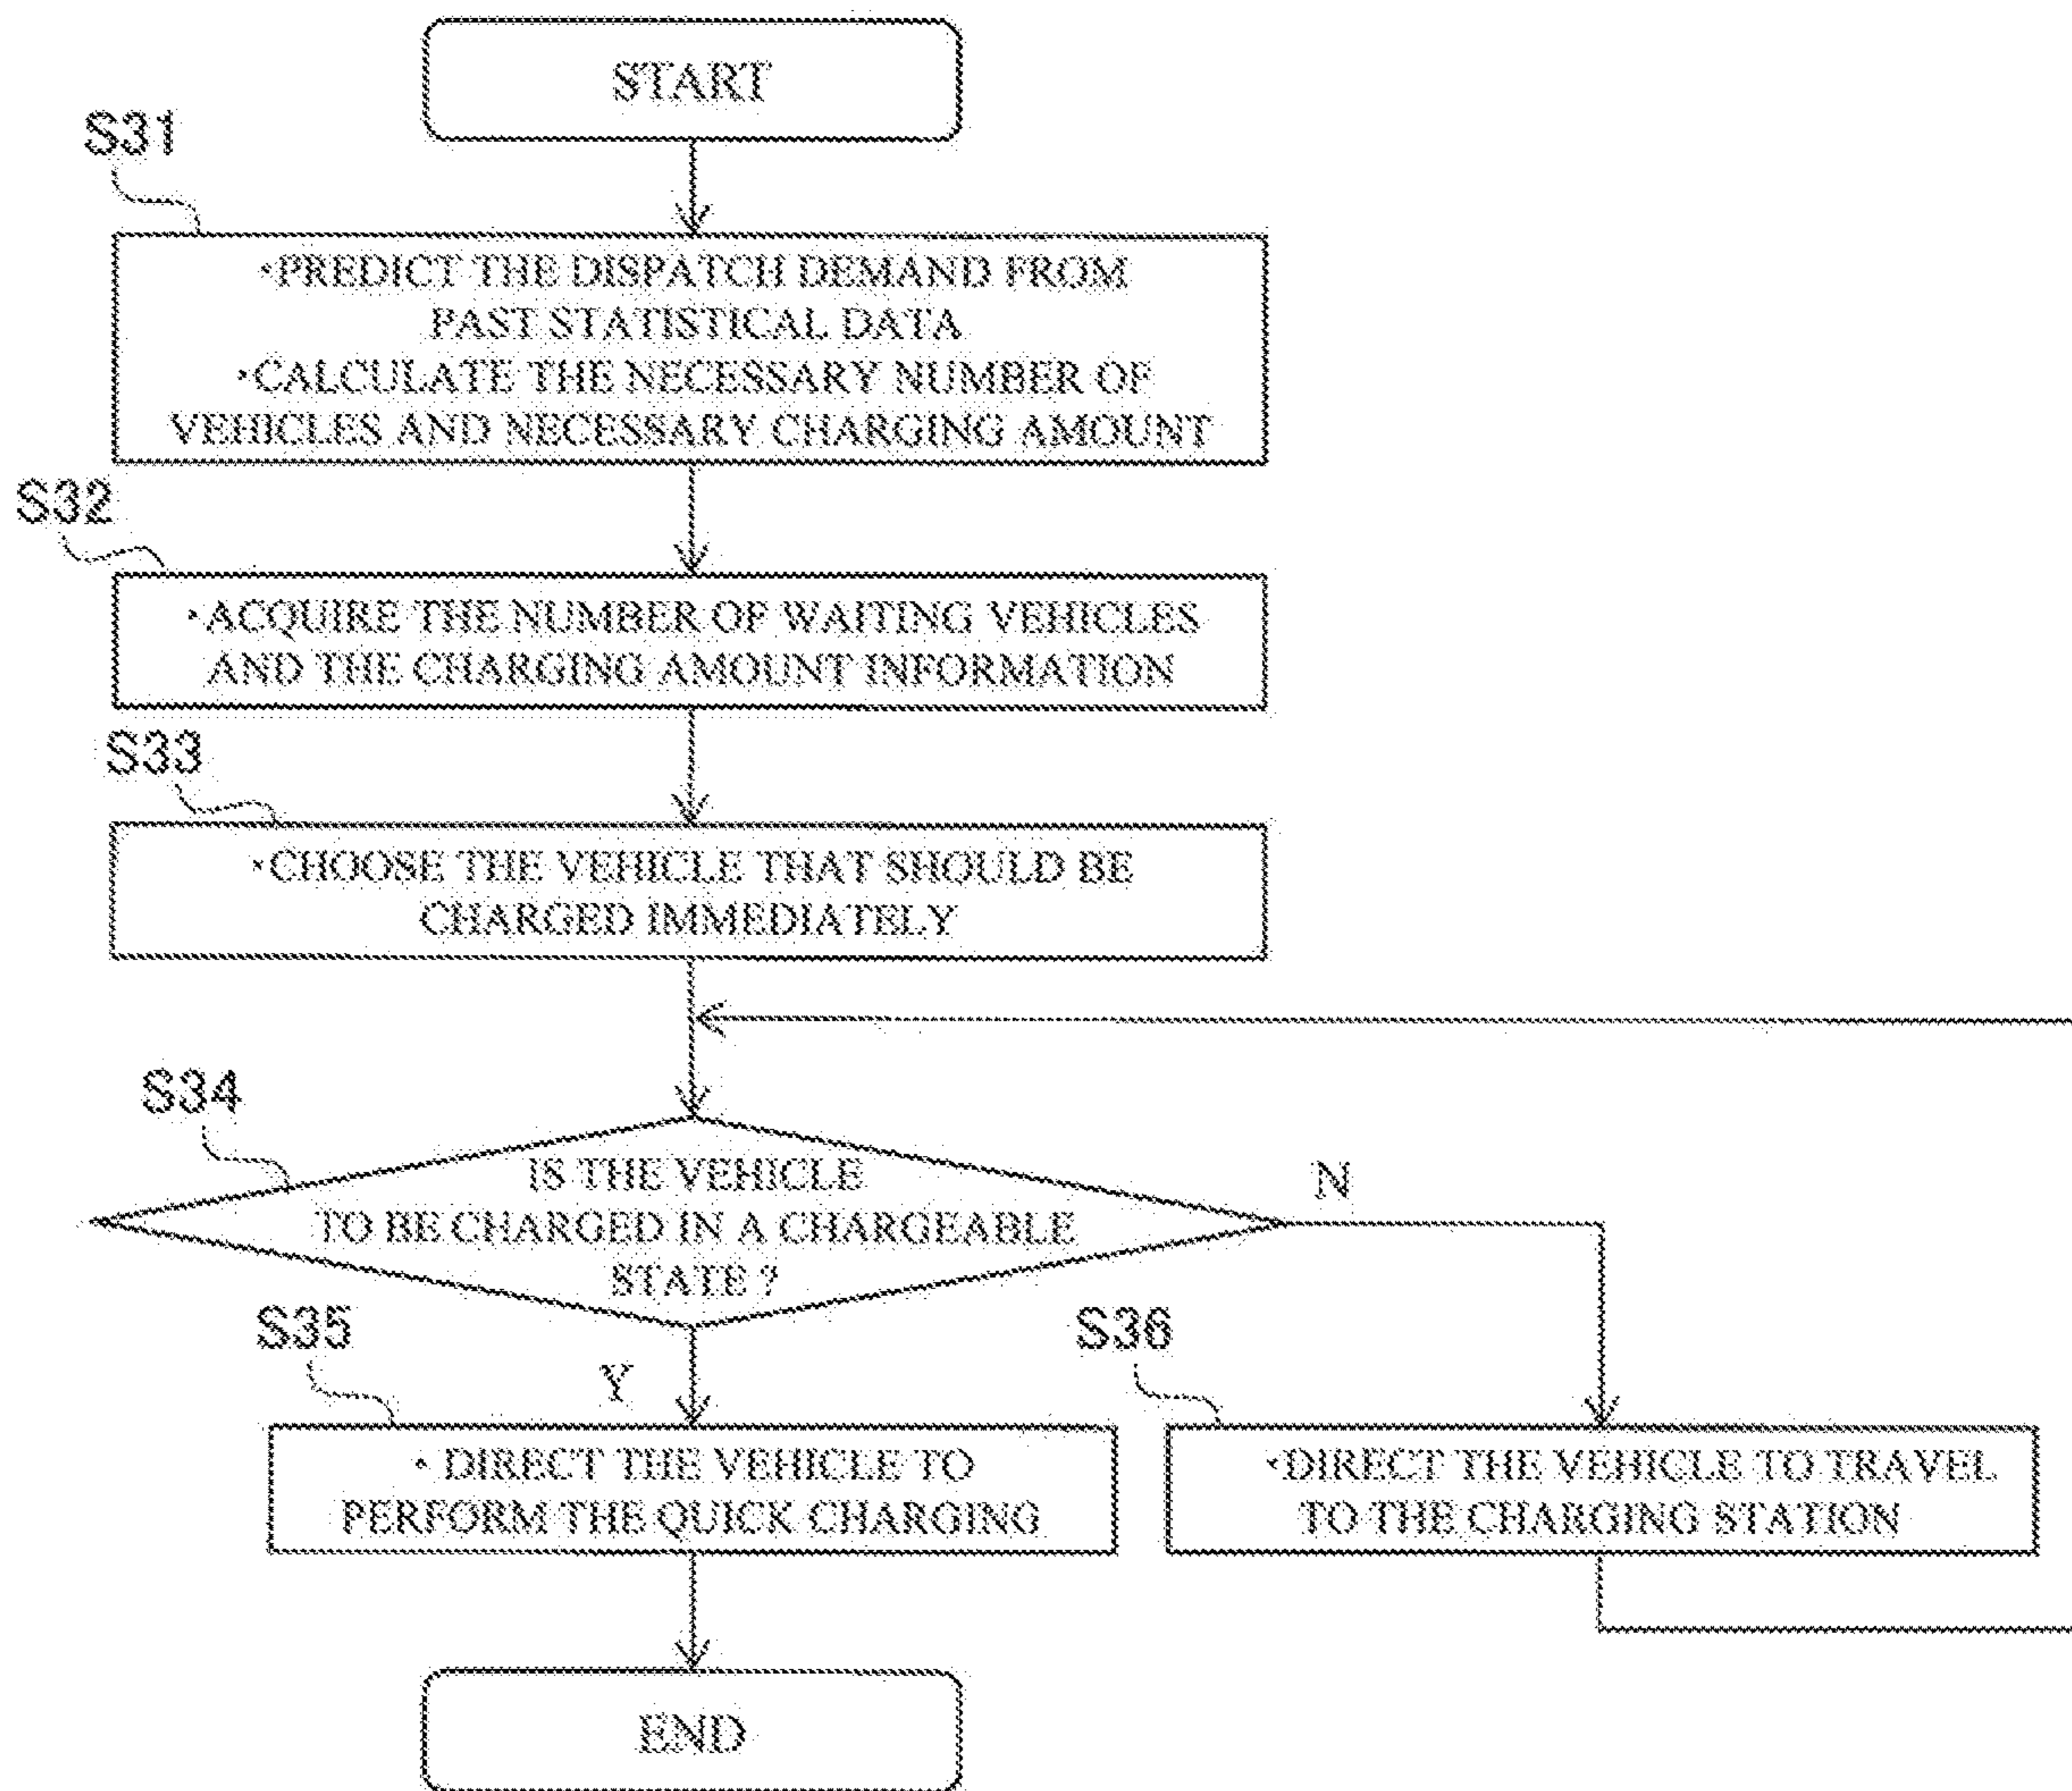 START
S31
・PREDICT THE DISPATCH DEMAND FROM
PAST STATISTICAL DATA
・CALCULATE THE NECESSARY NUMBER OF
VEHICLES AND NECESSARY CHARGING AMOUNT
S32
・ACQUIRE THE NUMBER OF WAITING VEHICLES
AND THE CHARGING AMOUNT INFORMATION
S33
・CHOOSE THE VEHICLE THAT SHOULD BE
CHARGED IMMEDIATELY
S34
IS THE VEHICLE
TO BE CHARGED IN A CHARGEABLE
STATE ?
N
Y
S35
・DIRECT THE VEHICLE TO
PERFORM THE QUICK CHARGING
S36
・DIRECT THE VEHICLE TO TRAVEL
TO THE CHARGING STATION
END